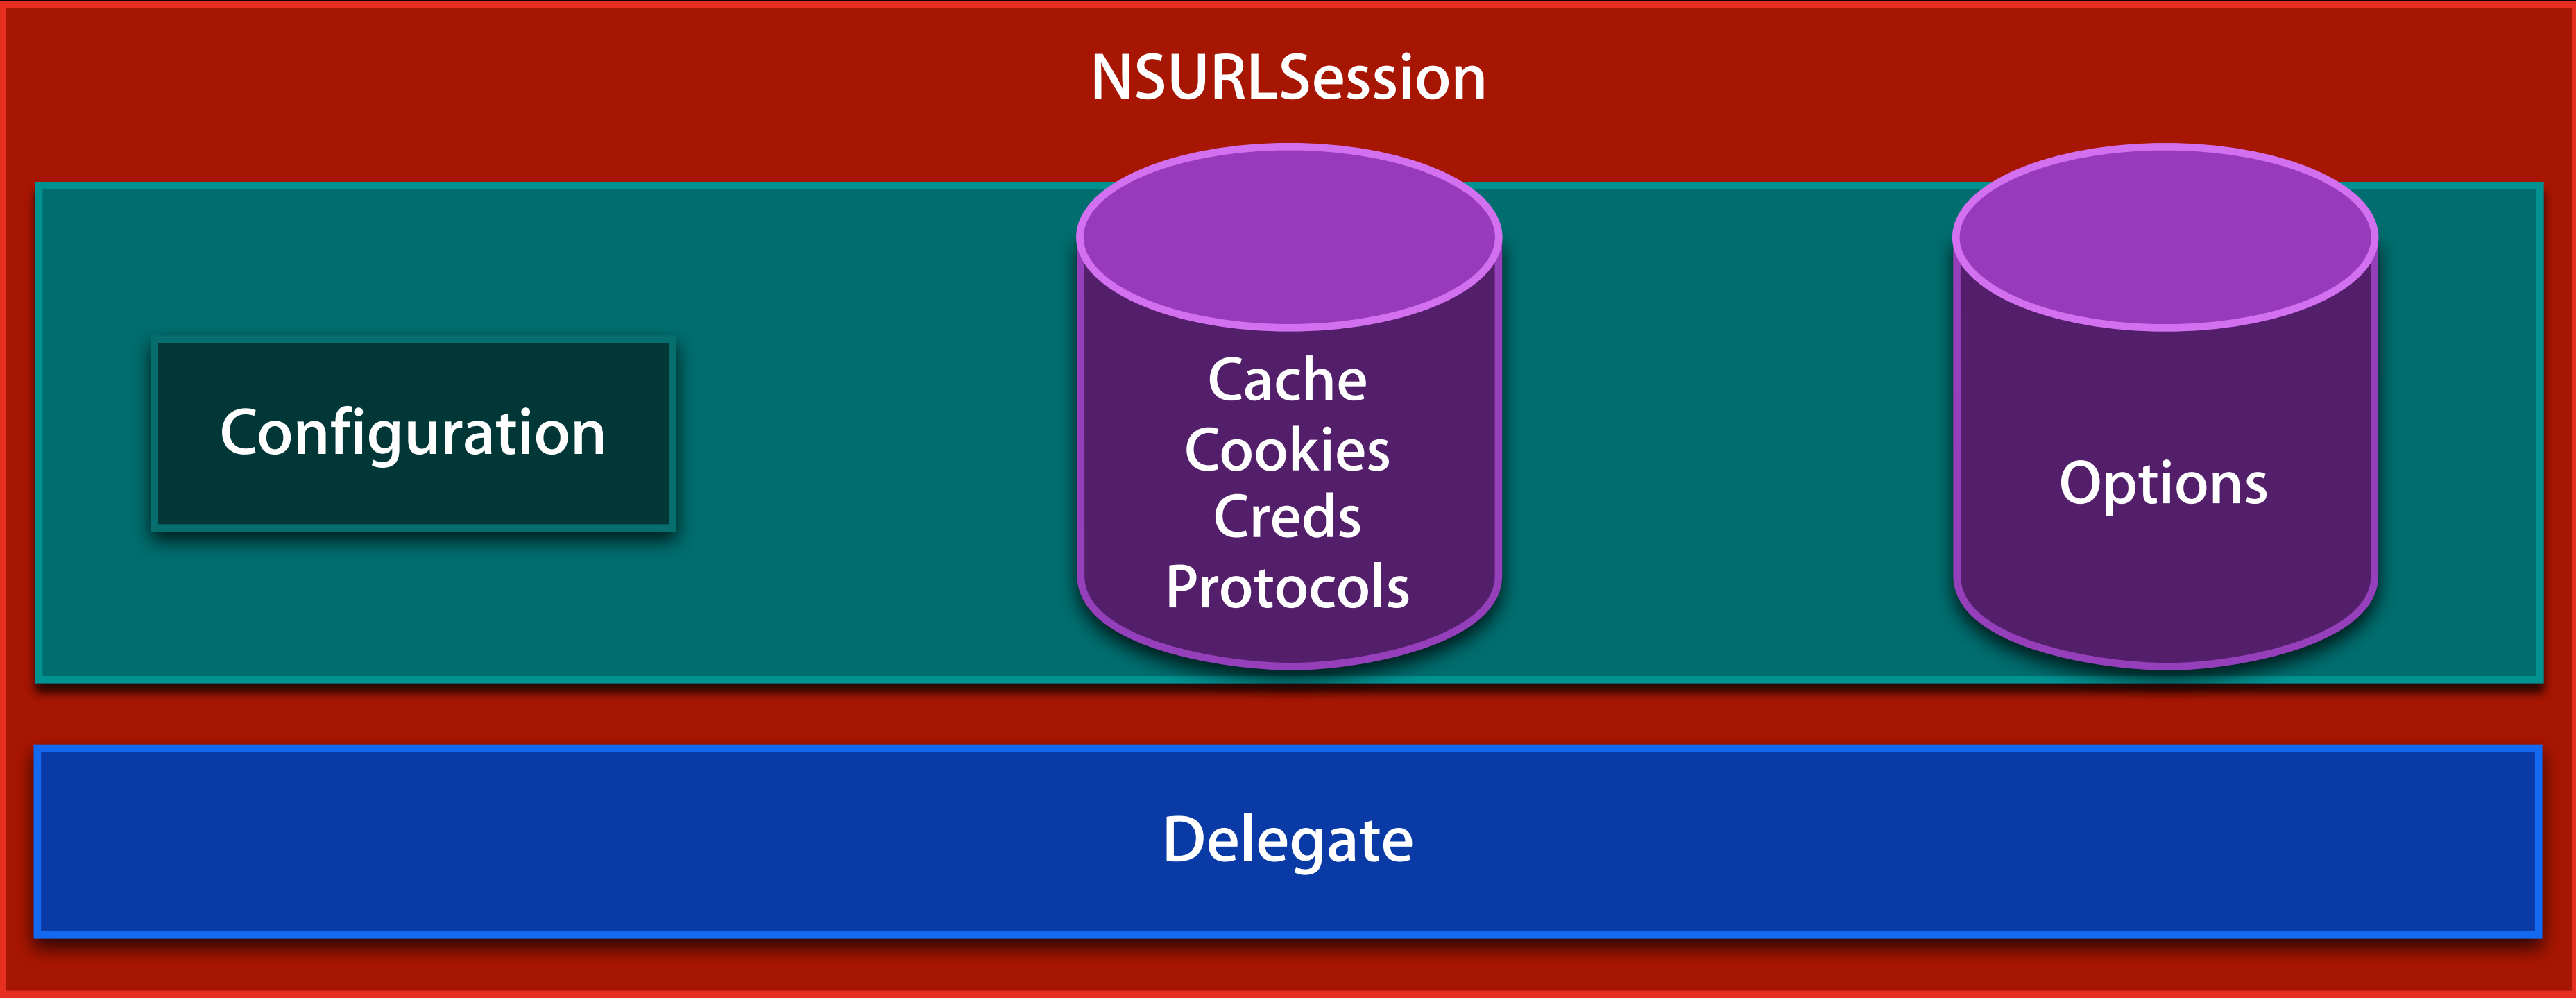 NSURLSession
Configuration
Cache
Cookies
Creds
Protocols
Options
Delegate